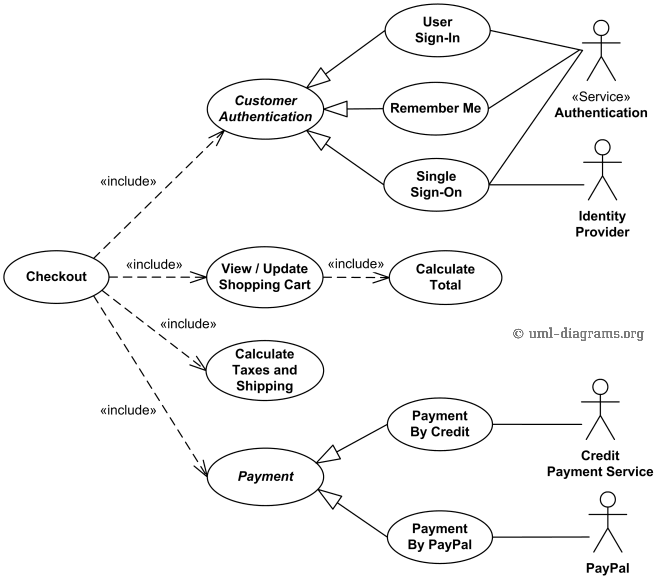 User
Sign-In
Customer
Authentication
Remember Me
«Service»
Authentication
«include»
Single
Sign-On
Identity
Provider
Checkout
«include»
View / Update
Shopping Cart
«include»
Calculate
Total
«include»
Calculate
Taxes and
Shipping
© uml-diagrams.org
«include»
Payment
By Credit
Credit
Payment Service
Payment
Payment
By PayPal
PayPal